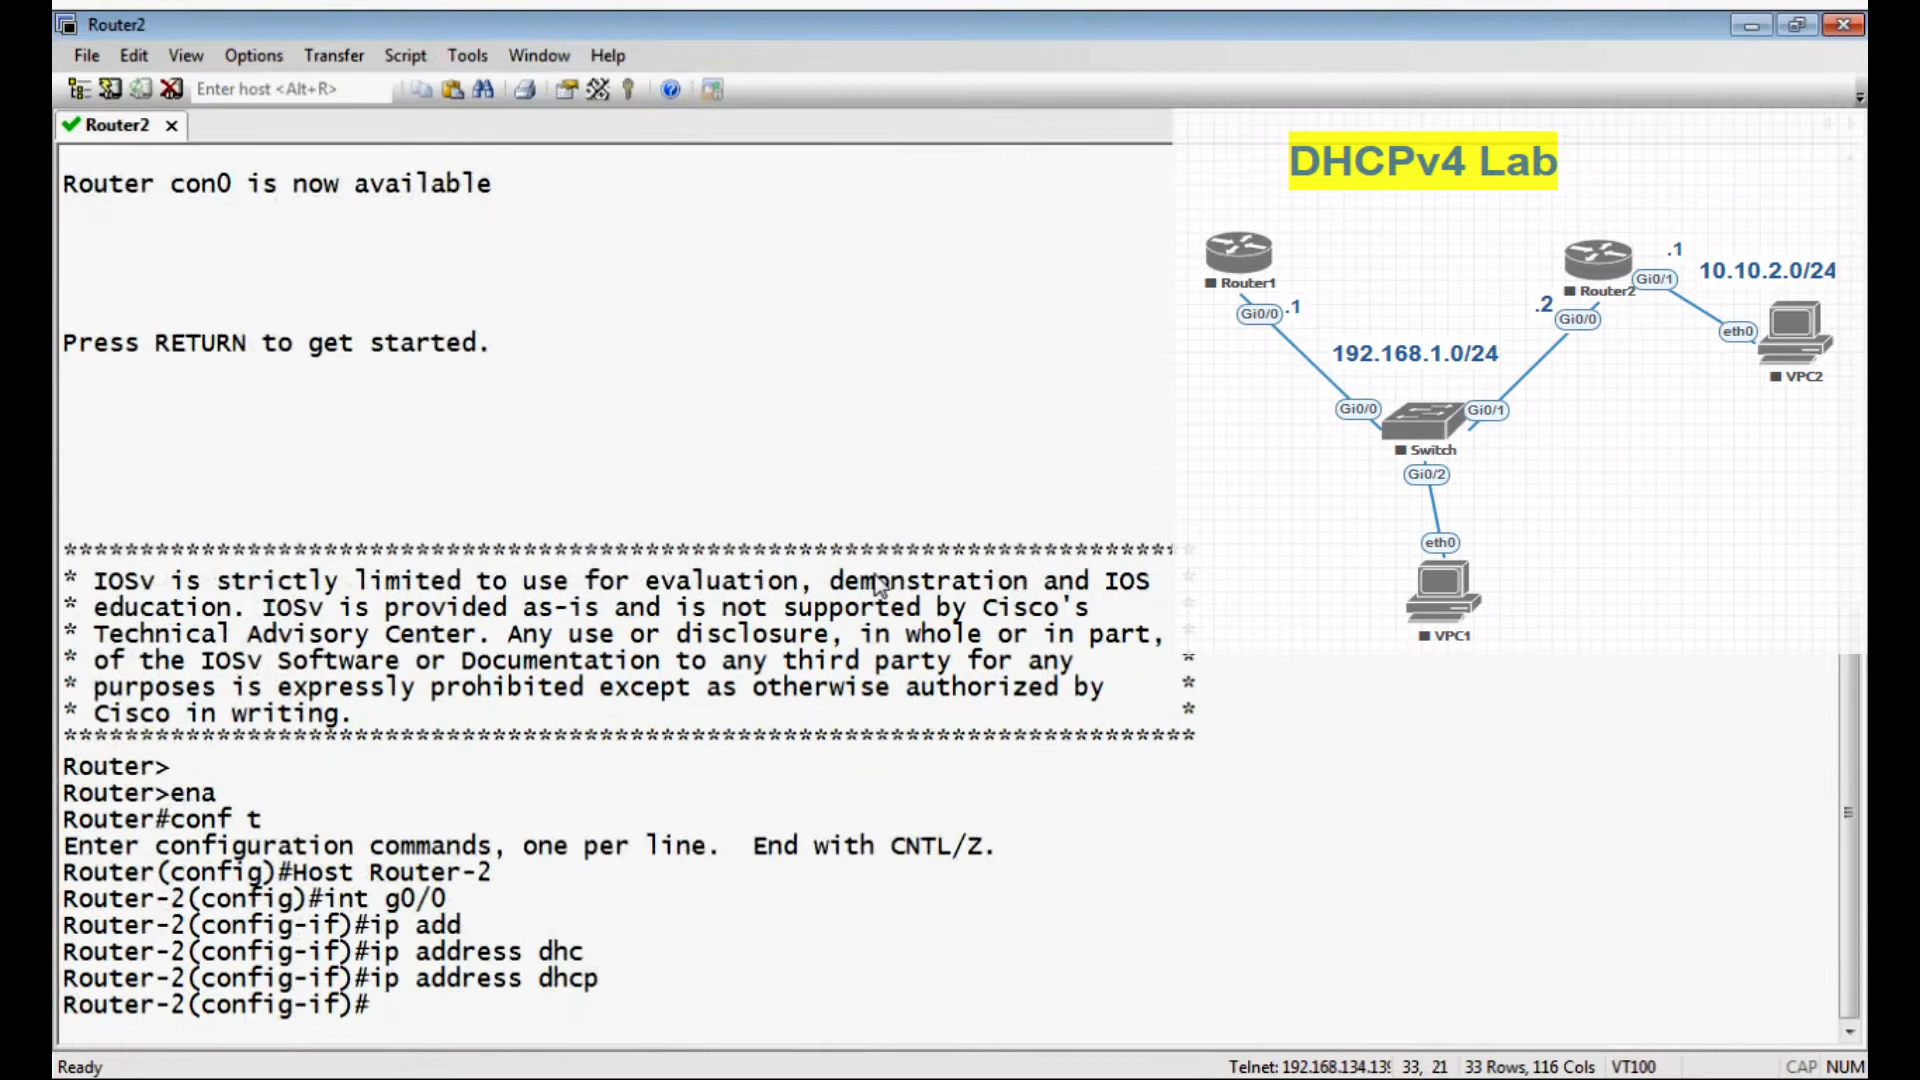 Router2
File Edit View Options Transfer Script Tools Window Help
Enter host <Alt+R>
Router2
Router con0 is now available
Press RETURN to get started.
**************************************************************************
* IOSv is strictly limited to use for evaluation, demonstration and IOS *
* education. IOSv is provided as-is and is not supported by Cisco's *
* Technical Advisory Center. Any use or disclosure, in whole or in part, *
* of the IOSv Software or Documentation to any third party for any *
* purposes is expressly prohibited except as otherwise authorized by *
* Cisco in writing. *
**************************************************************************
Router>
Router>ena
Router#conf t
Enter configuration commands, one per line.  End with CNTL/Z.
Router(config)#Host Router-2
Router-2(config)#int g0/0
Router-2(config-if)#ip add
Router-2(config-if)#ip address dhc
Router-2(config-if)#ip address dhcp
Router-2(config-if)#
DHCPv4 Lab
Router1
Gi0/0 .1
Router2
.1
Gi0/1
10.10.2.0/24
.2
Gi0/0
eth0
VPC2
192.168.1.0/24
Gi0/0
Gi0/1
Switch
Gi0/2
eth0
VPC1
Ready
Telnet: 192.168.134.139 33, 21 33 Rows, 116 Cols VT100 CAP NUM